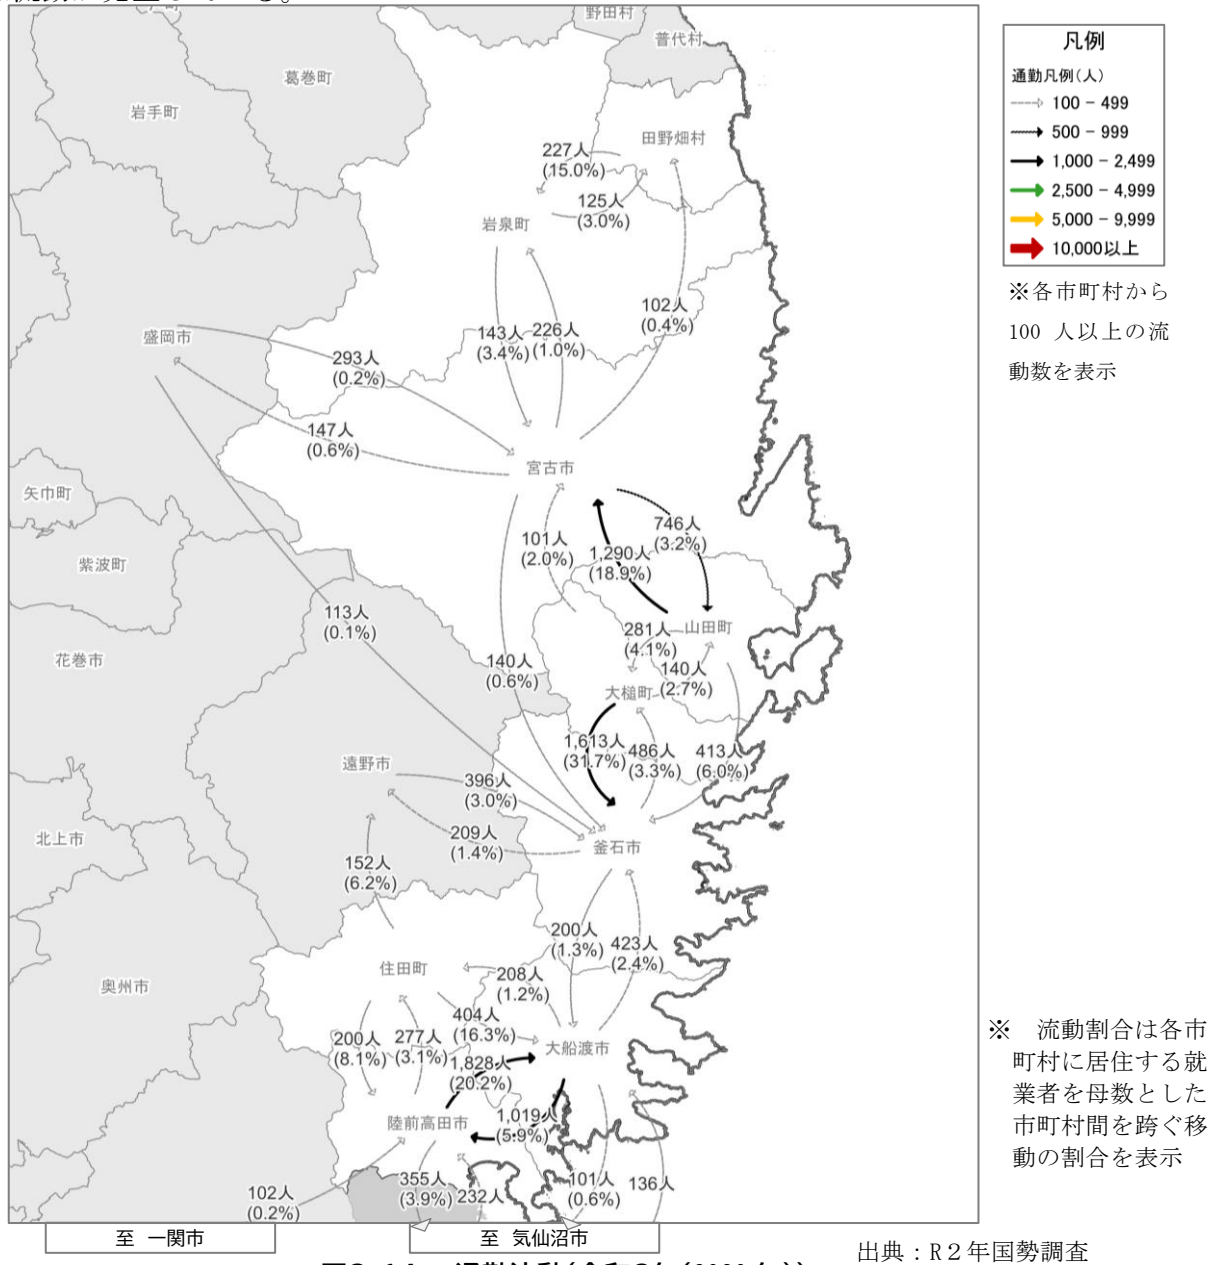 野田村
普代村
葛巻町
岩手町
田野畑村
227人
(15.0%)
125人
(3.0%)
岩泉町
102人
(0.4%)
盛岡市
143人
(3.4%)
226人
(1.0%)
293人
(0.2%)
147人
(0.6%)
宮古市
矢巾町
紫波町
746人
(3.2%)
101人
(2.0%)
1,290人
(18.9%)
113人
(0.1%)
281人
(4.1%)
山田町
花巻市
140人
(0.6%)
140人
(2.7%)
大槌町
1,613人
(31.7%)
486人
(3.3%)
413人
(6.0%)
遠野市
396人
(3.0%)
209人
(1.4%)
北上市
釜石市
152人
(6.2%)
200人
(1.3%)
423人
(2.4%)
住田町
208人
(1.2%)
奥州市
404人
(16.3%)
200人
(8.1%)
277人
(3.1%)
大船渡市
1,828人
(20.2%)
陸前高田市
1,019人
(5.9%)
355人
(3.9%)
232人
101人
(0.6%)
136人
102人
(0.2%)
至 一関市
至 気仙沼市
凡例
通勤凡例(人)
100 - 499
500 - 999
1,000 - 2,499
2,500 - 4,999
5,000 - 9,999
10,000以上
※各市町村から
100 人以上の流
動数を表示
※ 流動割合は各市
町村に居住する就
業者を母数とした
市町村間を跨ぐ移
動の割合を表示
出典：R２年国勢調査